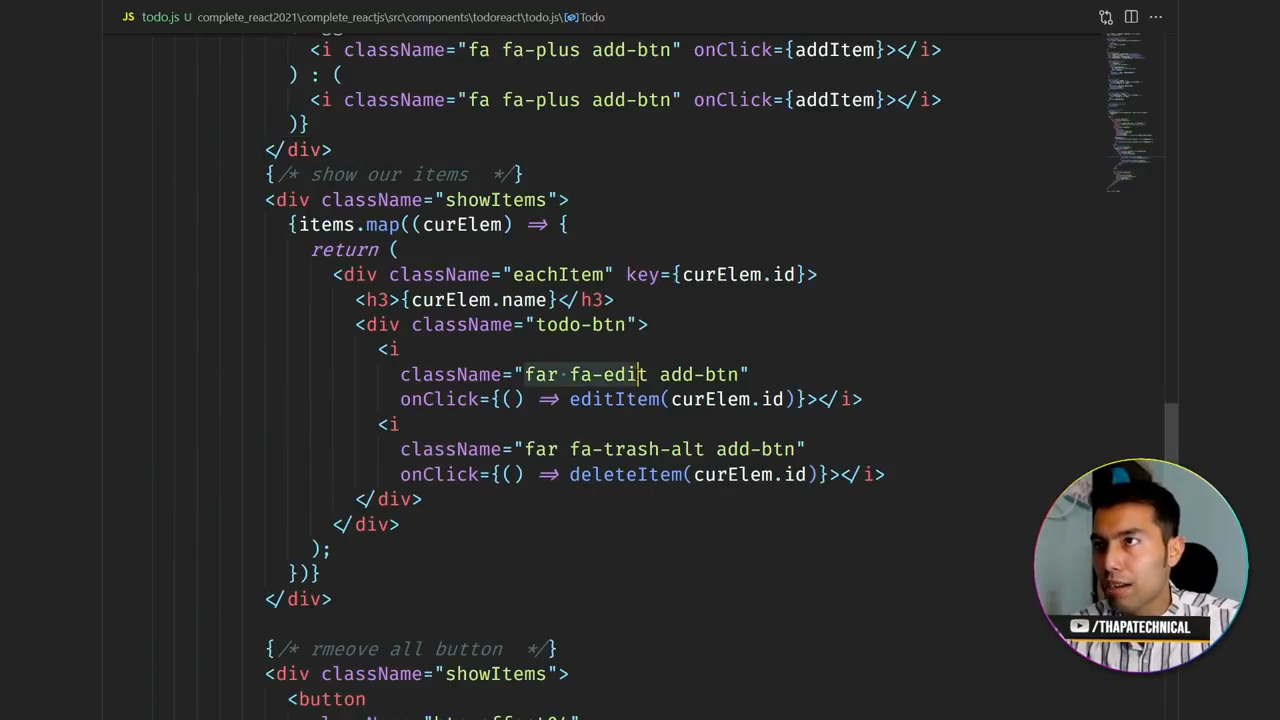 JS todo.js U complete_react2021\complete_reactjs\src\components\todoreact\todo.js\Todo
<i className="fa fa-plus add-btn" onClick={addItem}></i>
) : (
<i className="fa fa-plus add-btn" onClick={addItem}></i>
)}
</div>
{/* show our items  */}
<div className="showItems">
{items.map((curElem) => {
return (
<div className="eachItem" key={curElem.id}>
<h3>{curElem.name}</h3>
<div className="todo-btn">
<i
className="far fa-edit add-btn"
onClick={() => editItem(curElem.id)}></i>
<i
className="far fa-trash-alt add-btn"
onClick={() => deleteItem(curElem.id)}></i>
</div>
</div>
);
})}
</div>
{/* rmeove all button  */}
<div className="showItems">
<button
/THAPATECHNICAL